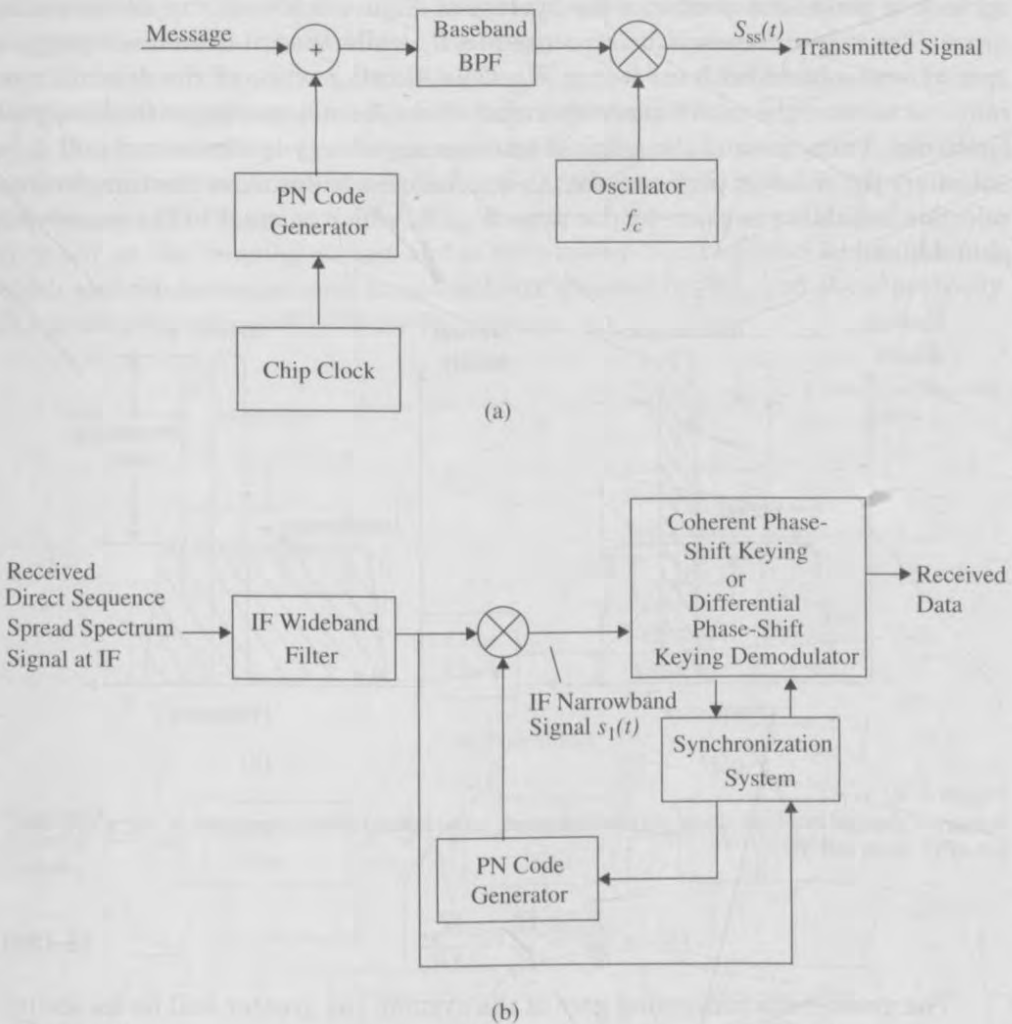 Message
+
Baseband
BPF
S_ss(t)
Transmitted Signal
PN Code
Generator
Oscillator
f_c
Chip Clock
(a)
Received
Direct Sequence
Spread Spectrum
Signal at IF
IF Wideband
Filter
Coherent Phase-
Shift Keying
or
Differential
Phase-Shift
Keying Demodulator
Received
Data
IF Narrowband
Signal s_1(t)
Synchronization
System
PN Code
Generator
(b)